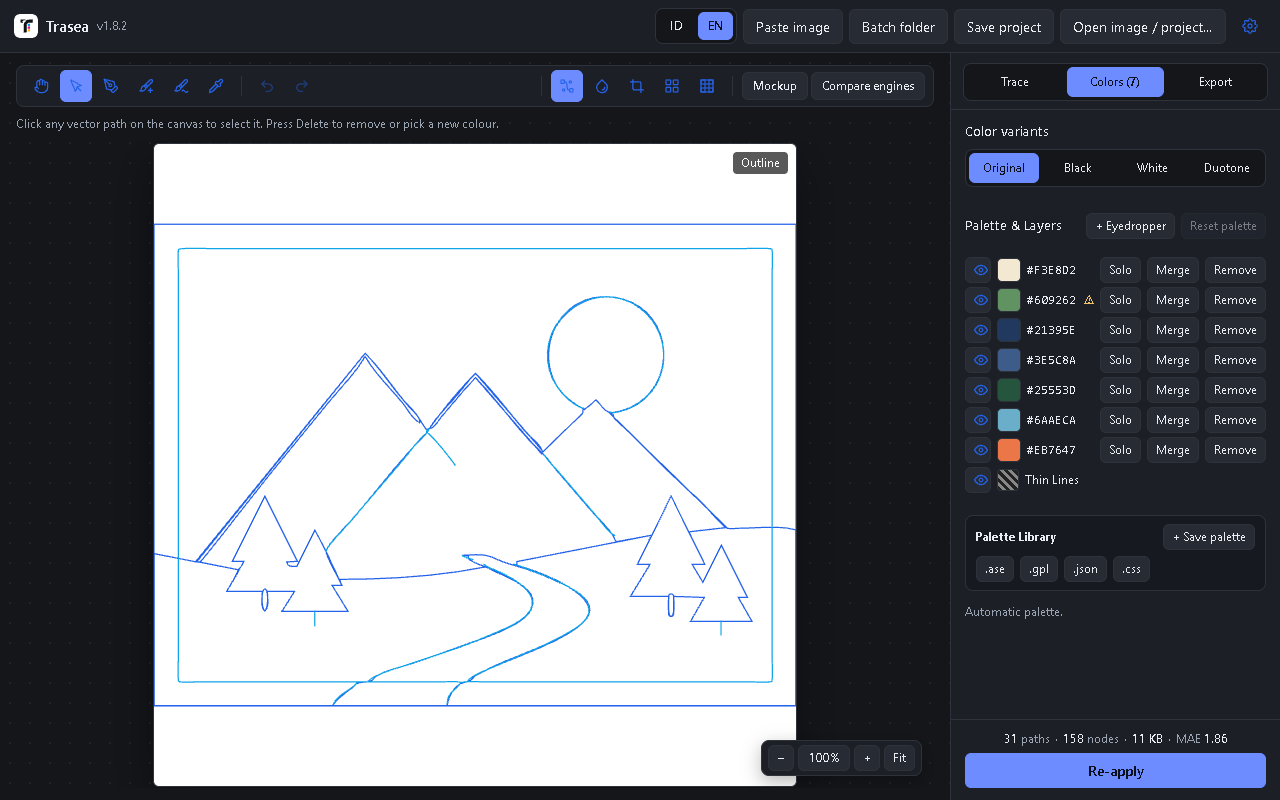 Trasea v1.8.2
ID EN Paste image Batch folder Save project Open image / project...
Mockup Compare engines
Click any vector path on the canvas to select it. Press Delete to remove or pick a new colour.
Outline
100% + Fit
Trace Colors (7) Export
Color variants
Original Black White Duotone
Palette & Layers + Eyedropper Reset palette
#F3E8D2 Solo Merge Remove
#609262 Solo Merge Remove
#21395E Solo Merge Remove
#3E5C8A Solo Merge Remove
#25553D Solo Merge Remove
#6AAECA Solo Merge Remove
#EB7647 Solo Merge Remove
Thin Lines
Palette Library + Save palette
.ase .gpl .json .css
Automatic palette.
31 paths · 158 nodes · 11 KB · MAE 1.86
Re-apply